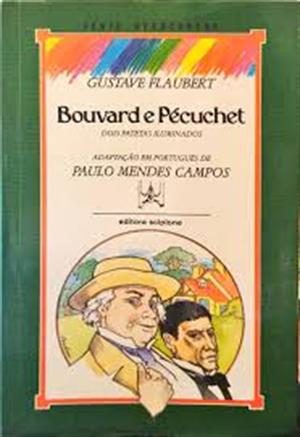 SÉRIE REENCONTRO
GUSTAVE FLAUBERT
Bouvard e Pécuchet
DOIS PATETAS ILUMINADOS
ADAPTAÇÃO EM PORTUGUÊS DE
PAULO MENDES CAMPOS
editora scipione